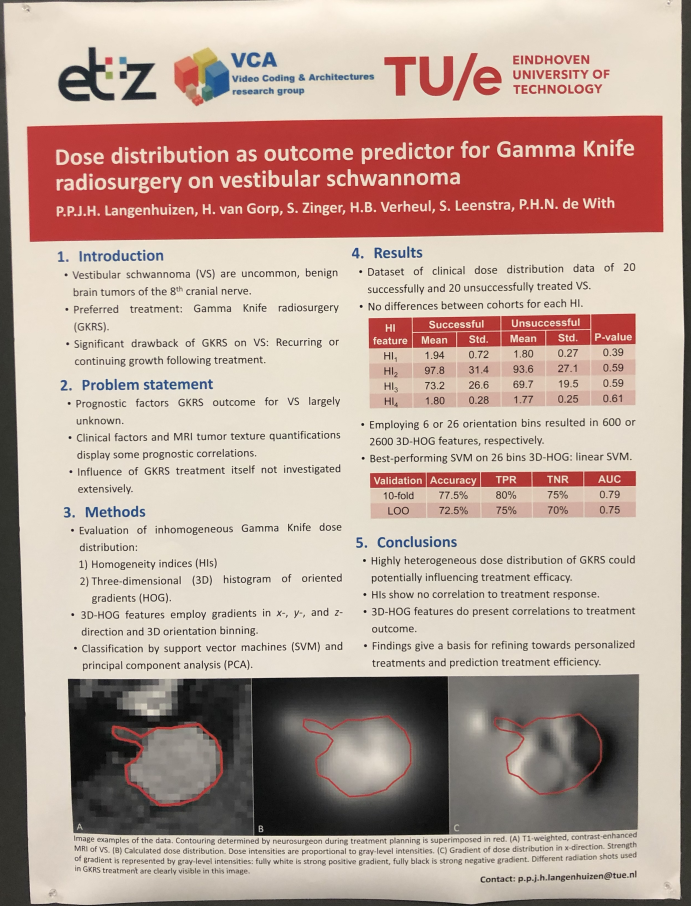 etz
VCA
Video Coding & Architectures
research group
TU/e
EINDHOVEN
UNIVERSITY OF
TECHNOLOGY
Dose distribution as outcome predictor for Gamma Knife
radiosurgery on vestibular schwannoma
P.P.J.H. Langenhuizen, H. van Gorp, S. Zinger, H.B. Verheul, S. Leenstra, P.H.N. de With
1. Introduction
• Vestibular schwannoma (VS) are uncommon, benign
brain tumors of the 8th cranial nerve.
• Preferred treatment: Gamma Knife radiosurgery
(GKRS).
• Significant drawback of GKRS on VS: Recurring or
continuing growth following treatment.
2. Problem statement
• Prognostic factors GKRS outcome for VS largely
unknown.
• Clinical factors and MRI tumor texture quantifications
display some prognostic correlations.
• Influence of GKRS treatment itself not investigated
extensively.
3. Methods
• Evaluation of inhomogeneous Gamma Knife dose
distribution:
1) Homogeneity indices (HIs)
2) Three-dimensional (3D) histogram of oriented
gradients (HOG).
• 3D-HOG features employ gradients in x-, y-, and z-
direction and 3D orientation binning.
• Classification by support vector machines (SVM) and
principal component analysis (PCA).
4. Results
• Dataset of clinical dose distribution data of 20
successfully and 20 unsuccessfully treated VS.
• No differences between cohorts for each HI.
HI feature Successful Unsuccessful P-value
Mean Std. Mean Std.
HI1 1.94 0.72 1.80 0.27 0.39
HI2 97.8 31.4 93.6 27.1 0.59
HI3 73.2 26.6 69.7 19.5 0.59
HI4 1.80 0.28 1.77 0.25 0.61
• Employing 6 or 26 orientation bins resulted in 600 or
2600 3D-HOG features, respectively.
• Best-performing SVM on 26 bins 3D-HOG: linear SVM.
Validation Accuracy TPR TNR AUC
10-fold 77.5% 80% 75% 0.79
LOO 72.5% 75% 70% 0.75
5. Conclusions
• Highly heterogeneous dose distribution of GKRS could
potentially influencing treatment efficacy.
• HIs show no correlation to treatment response.
• 3D-HOG features do present correlations to treatment
outcome.
• Findings give a basis for refining towards personalized
treatments and prediction treatment efficiency.
A
B
C
Image examples of the data. Contouring determined by neurosurgeon during treatment planning is superimposed in red. (A) T1-weighted, contrast-enhanced
MRI of VS. (B) Calculated dose distribution. Dose intensities are proportional to gray-level intensities. (C) Gradient of dose distribution in x-direction. Strength
of gradient is represented by gray-level intensities: fully white is strong positive gradient, fully black is strong negative gradient. Different radiation shots used
in GKRS treatment are clearly visible in this image.
Contact: p.p.j.h.langenhuizen@tue.nl